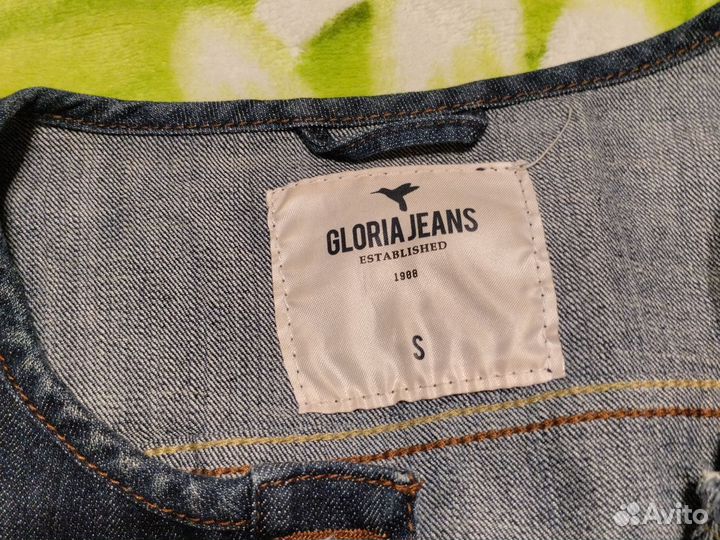 GLORIA JEANS
ESTABLISHED
1988
S
Avito